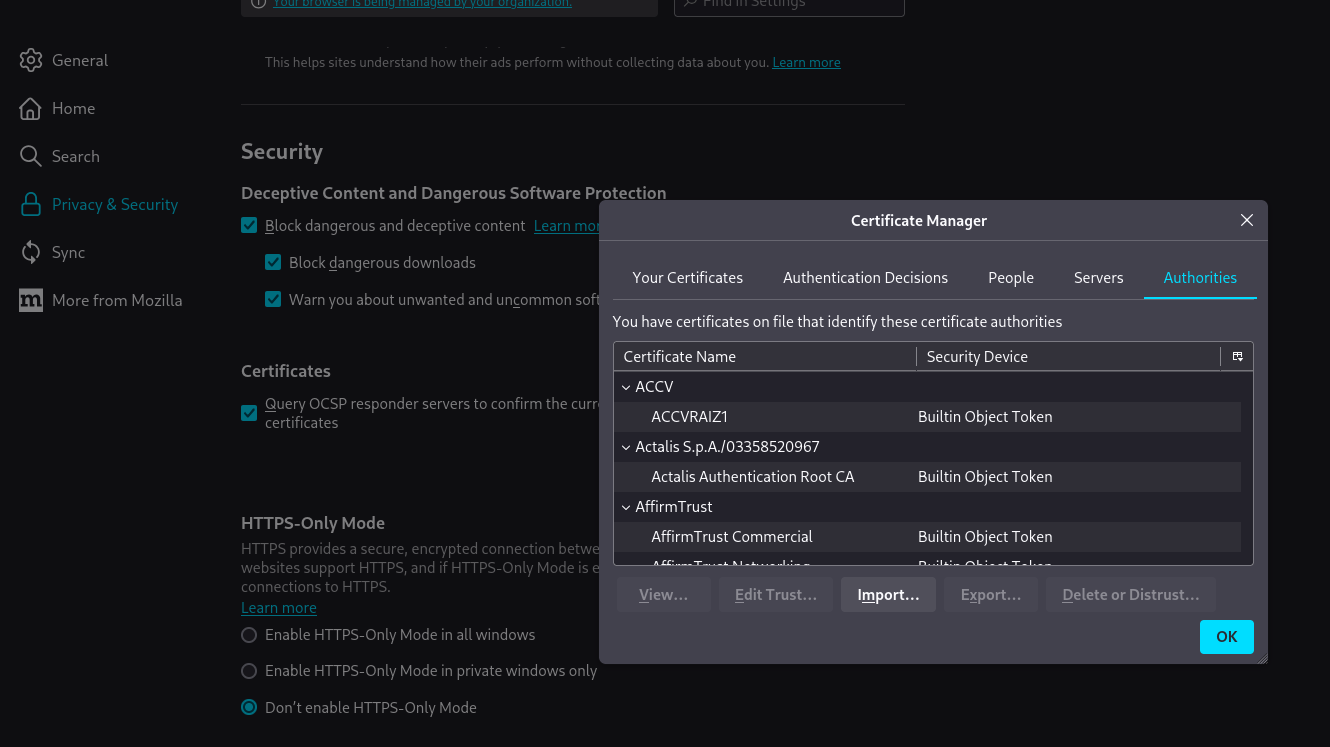 Your browser is being managed by your organization.
Find in Settings
General
Home
Search
Privacy & Security
Sync
More from Mozilla
This helps sites understand how their ads perform without collecting data about you. Learn more
Security
Deceptive Content and Dangerous Software Protection
Block dangerous and deceptive content Learn mor
Block dangerous downloads
Warn you about unwanted and uncommon soft
Certificates
Query OCSP responder servers to confirm the curre
certificates
HTTPS-Only Mode
HTTPS provides a secure, encrypted connection betwe
websites support HTTPS, and if HTTPS-Only Mode is e
connections to HTTPS.
Learn more
Enable HTTPS-Only Mode in all windows
Enable HTTPS-Only Mode in private windows only
Don’t enable HTTPS-Only Mode
Certificate Manager
Your Certificates Authentication Decisions People Servers Authorities
You have certificates on file that identify these certificate authorities
Certificate Name Security Device
ACCV
ACCVRAIZ1 Builtin Object Token
Actalis S.p.A./03358520967
Actalis Authentication Root CA Builtin Object Token
AffirmTrust
AffirmTrust Commercial Builtin Object Token
AffirmTrust Networking Builtin Object Token
View… Edit Trust… Import… Export… Delete or Distrust…
OK